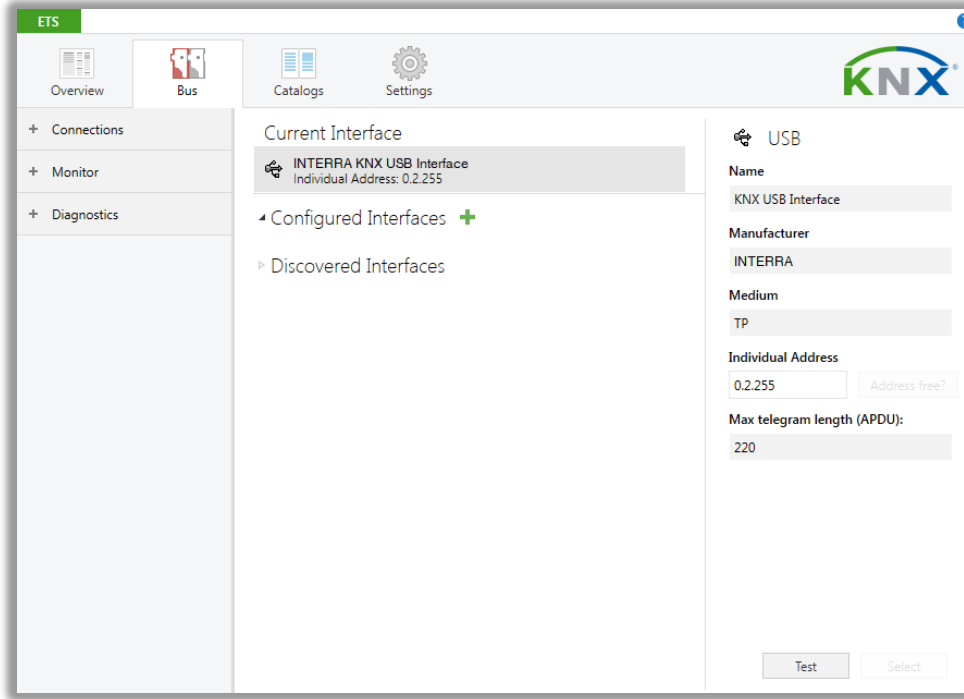 ETS
Overview
Bus
Catalogs
Settings
KNX®
+ Connections
+ Monitor
+ Diagnostics
Current Interface
INTERRA KNX USB Interface
Individual Address: 0.2.255
Configured Interfaces
Discovered Interfaces
USB
Name
KNX USB Interface
Manufacturer
INTERRA
Medium
TP
Individual Address
0.2.255
Address free?
Max telegram length (APDU):
220
Test
Select